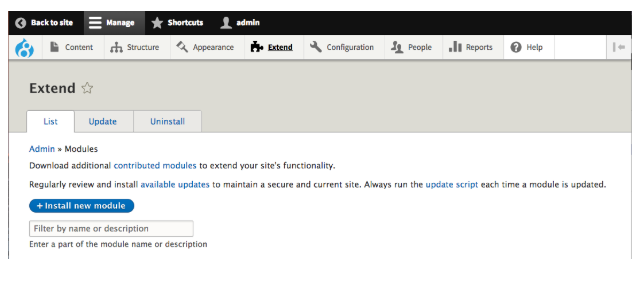 Back to site Manage Shortcuts admin
Content Structure Appearance Extend Configuration People Reports Help
Extend
List Update Uninstall
Admin » Modules
Download additional contributed modules to extend your site's functionality.
Regularly review and install available updates to maintain a secure and current site. Always run the update script each time a module is updated.
+ Install new module
Filter by name or description
Enter a part of the module name or description